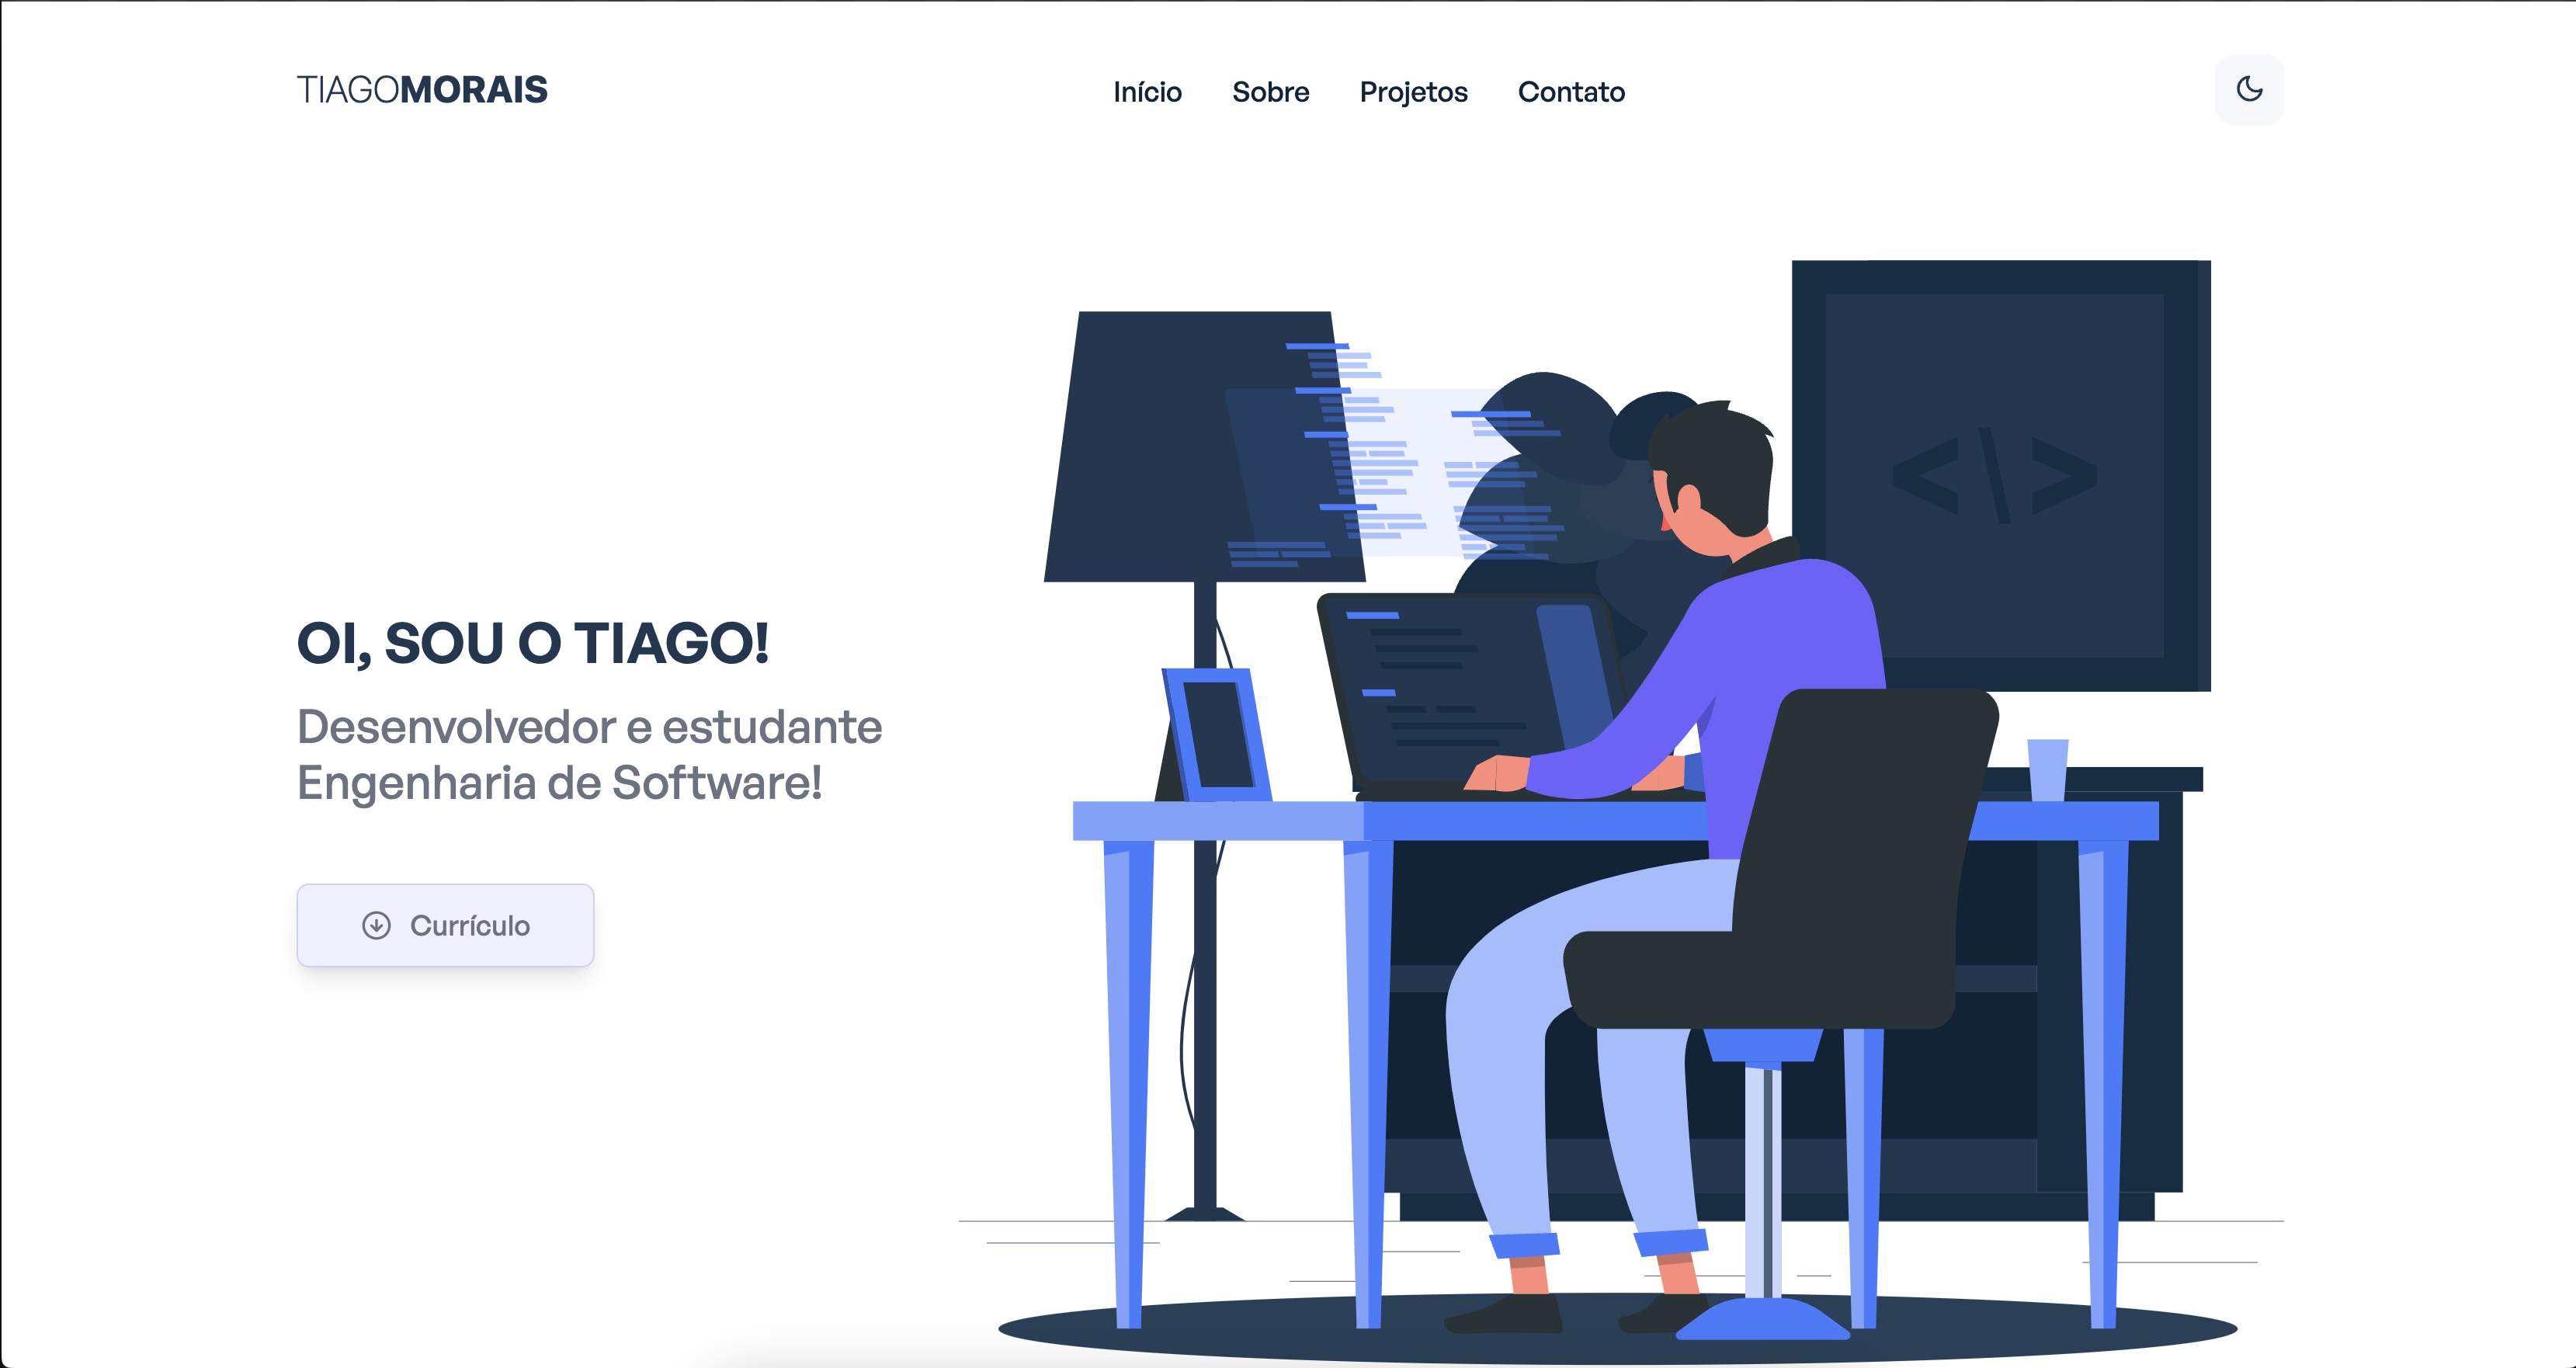 TIAGOMORAIS
Início Sobre Projetos Contato
<\>
OI, SOU O TIAGO!
Desenvolvedor e estudante
Engenharia de Software!
Currículo